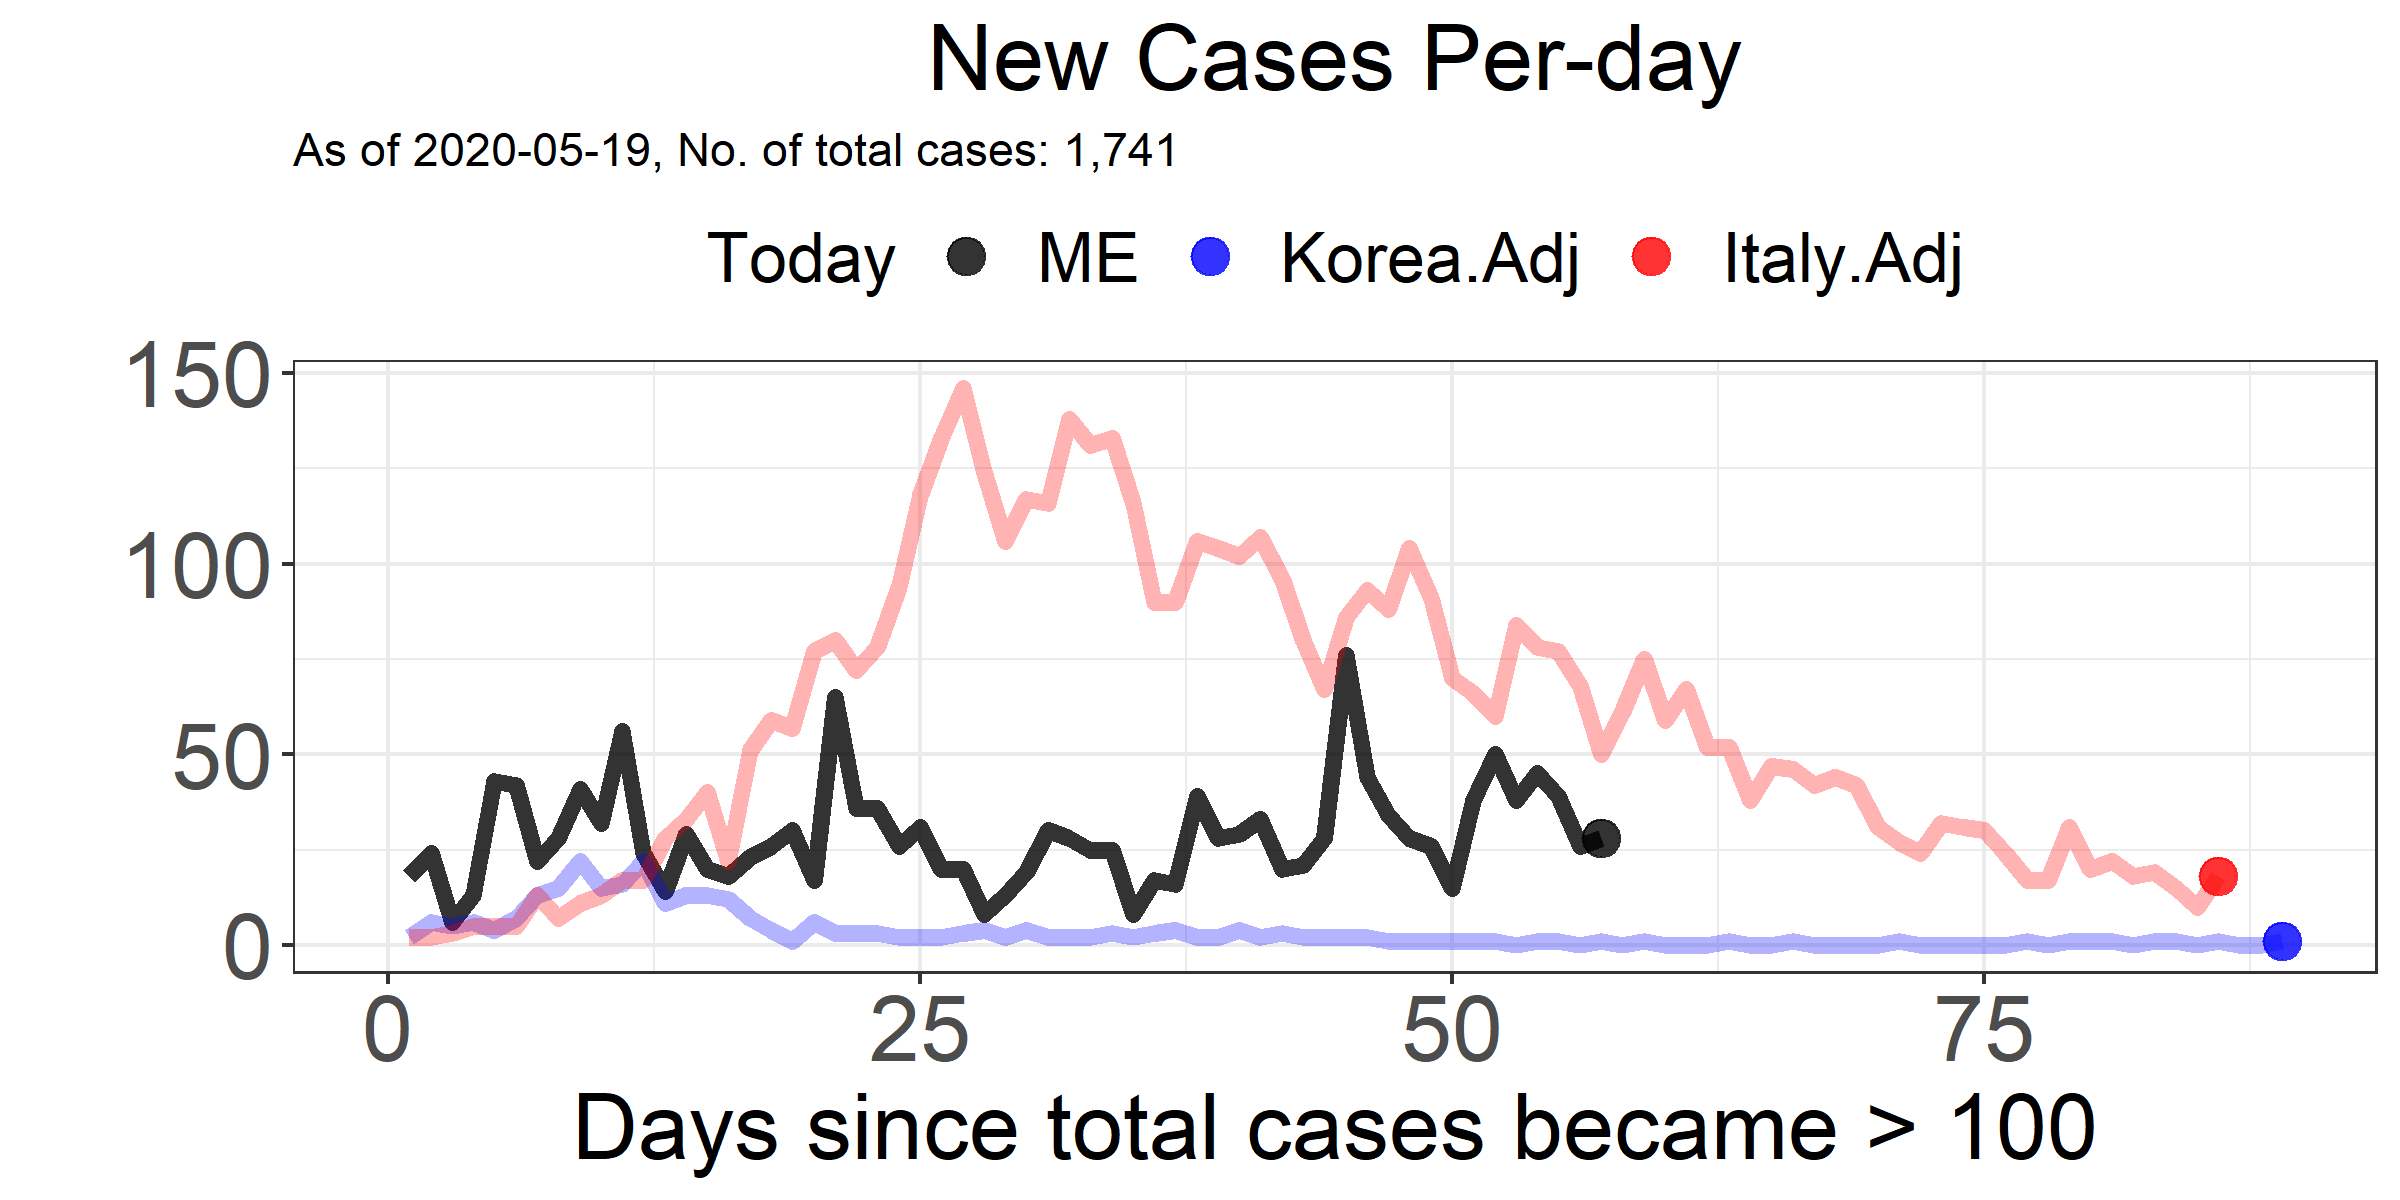 New Cases Per-day
As of 2020-05-19, No. of total cases: 1,741
Today ME Korea.Adj Italy.Adj
150
100
50
0
0 25 50 75
Days since total cases became > 100